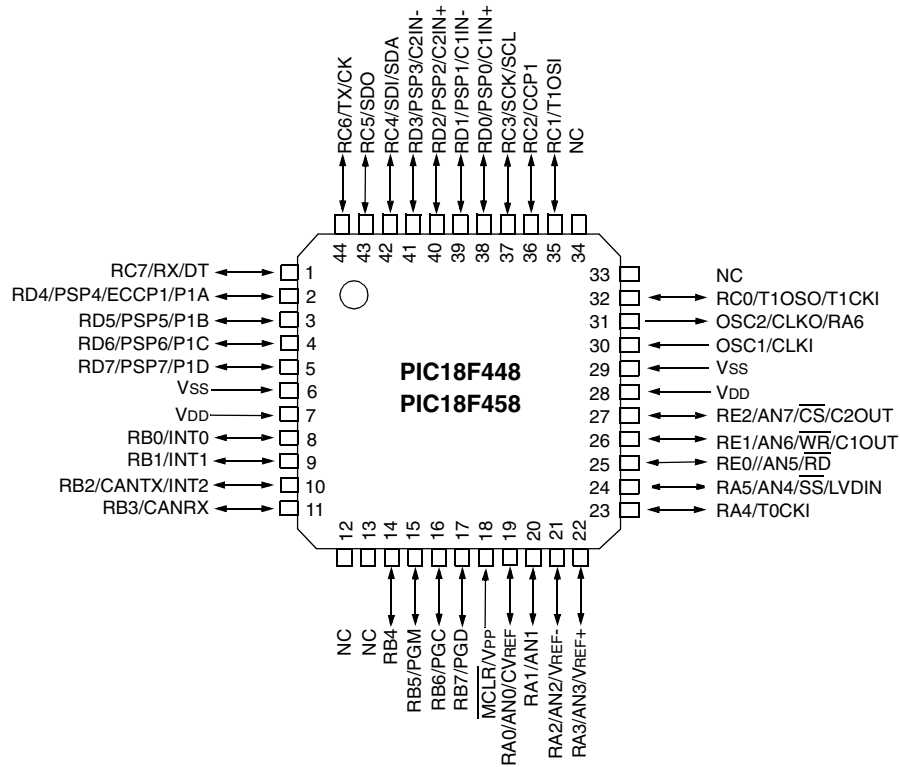 RC6/TX/CK
RC5/SDO
RC4/SDI/SDA
RD3/PSP3/C2IN-
RD2/PSP2/C2IN+
RD1/PSP1/C1IN-
RD0/PSP0/C1IN+
RC3/SCK/SCL
RC2/CCP1
RC1/T1OSI
NC
44
43
42
41
40
39
38
37
36
35
34
RC7/RX/DT 1
RD4/PSP4/ECCP1/P1A 2
RD5/PSP5/P1B 3
RD6/PSP6/P1C 4
RD7/PSP7/P1D 5
VSS 6
VDD 7
RB0/INT0 8
RB1/INT1 9
RB2/CANTX/INT2 10
RB3/CANRX 11
PIC18F448
PIC18F458
33 NC
32 RC0/T1OSO/T1CKI
31 OSC2/CLKO/RA6
30 OSC1/CLKI
29 VSS
28 VDD
27 RE2/AN7/CS/C2OUT
26 RE1/AN6/WR/C1OUT
25 RE0//AN5/RD
24 RA5/AN4/SS/LVDIN
23 RA4/T0CKI
12
13
14
15
16
17
18
19
20
21
22
NC
NC
RB4
RB5/PGM
RB6/PGC
RB7/PGD
MCLR/VPP
RA0/AN0/CVREF
RA1/AN1
RA2/AN2/VREF-
RA3/AN3/VREF+